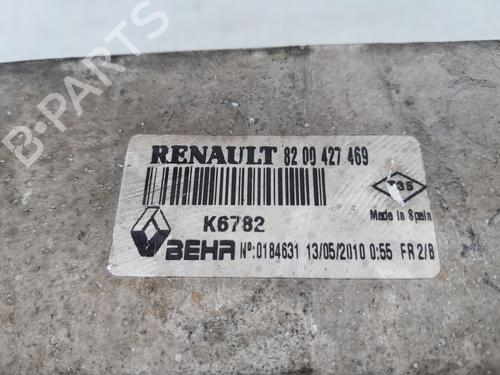 B-PARTS
RENAULT 82 00 427 469
K6782
Made in Spain
BEHR Nº:0184631 13/05/2010 0:55 FR 2/B